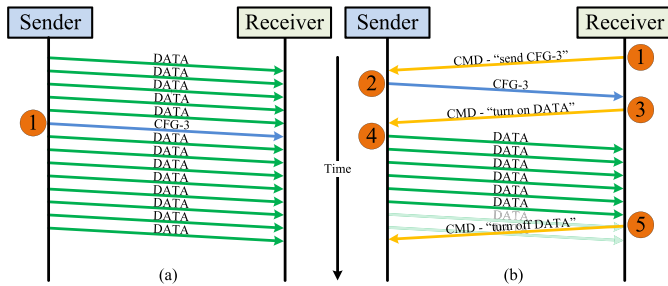 Sender
Receiver
DATA
DATA
DATA
DATA
DATA
1
CFG-3
DATA
DATA
DATA
DATA
DATA
DATA
DATA
DATA
(a)
Time
Sender
Receiver
1
CMD - “send CFG-3”
2
CFG-3
3
CMD - “turn on DATA”
4
DATA
DATA
DATA
DATA
DATA
DATA
DATA
5
CMD - “turn off DATA”
(b)